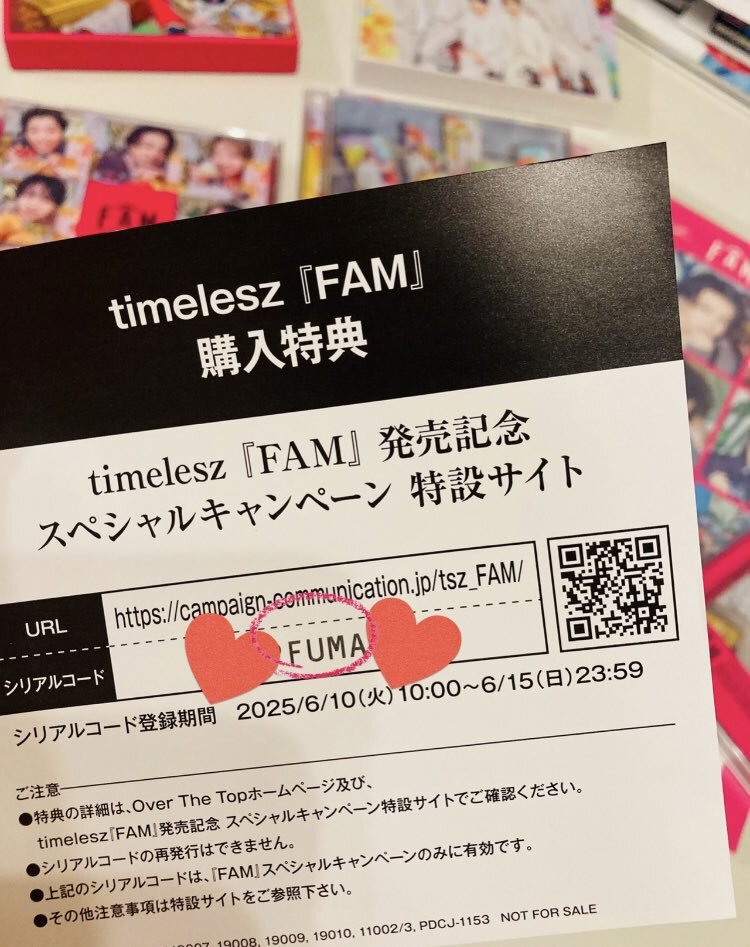 FAM
timelesz『FAM』
購入特典
timelesz『FAM』発売記念
スペシャルキャンペーン 特設サイト
URL
https://campaign-communication.jp/tsz_FAM/
シリアルコード
FUMA
シリアルコード登録期間 2025/6/10(火)10:00~6/15(日)23:59
ご注意
●特典の詳細は、Over The Topホームページ及び、
timelesz『FAM』発売記念 スペシャルキャンペーン特設サイトでご確認ください。
●シリアルコードの再発行はできません。
●上記のシリアルコードは、『FAM』スペシャルキャンペーンのみに有効です。
●その他注意事項は特設サイトをご参照下さい。
19008, 19009, 19010, 11002/3, PDCJ-1153 NOT FOR SALE